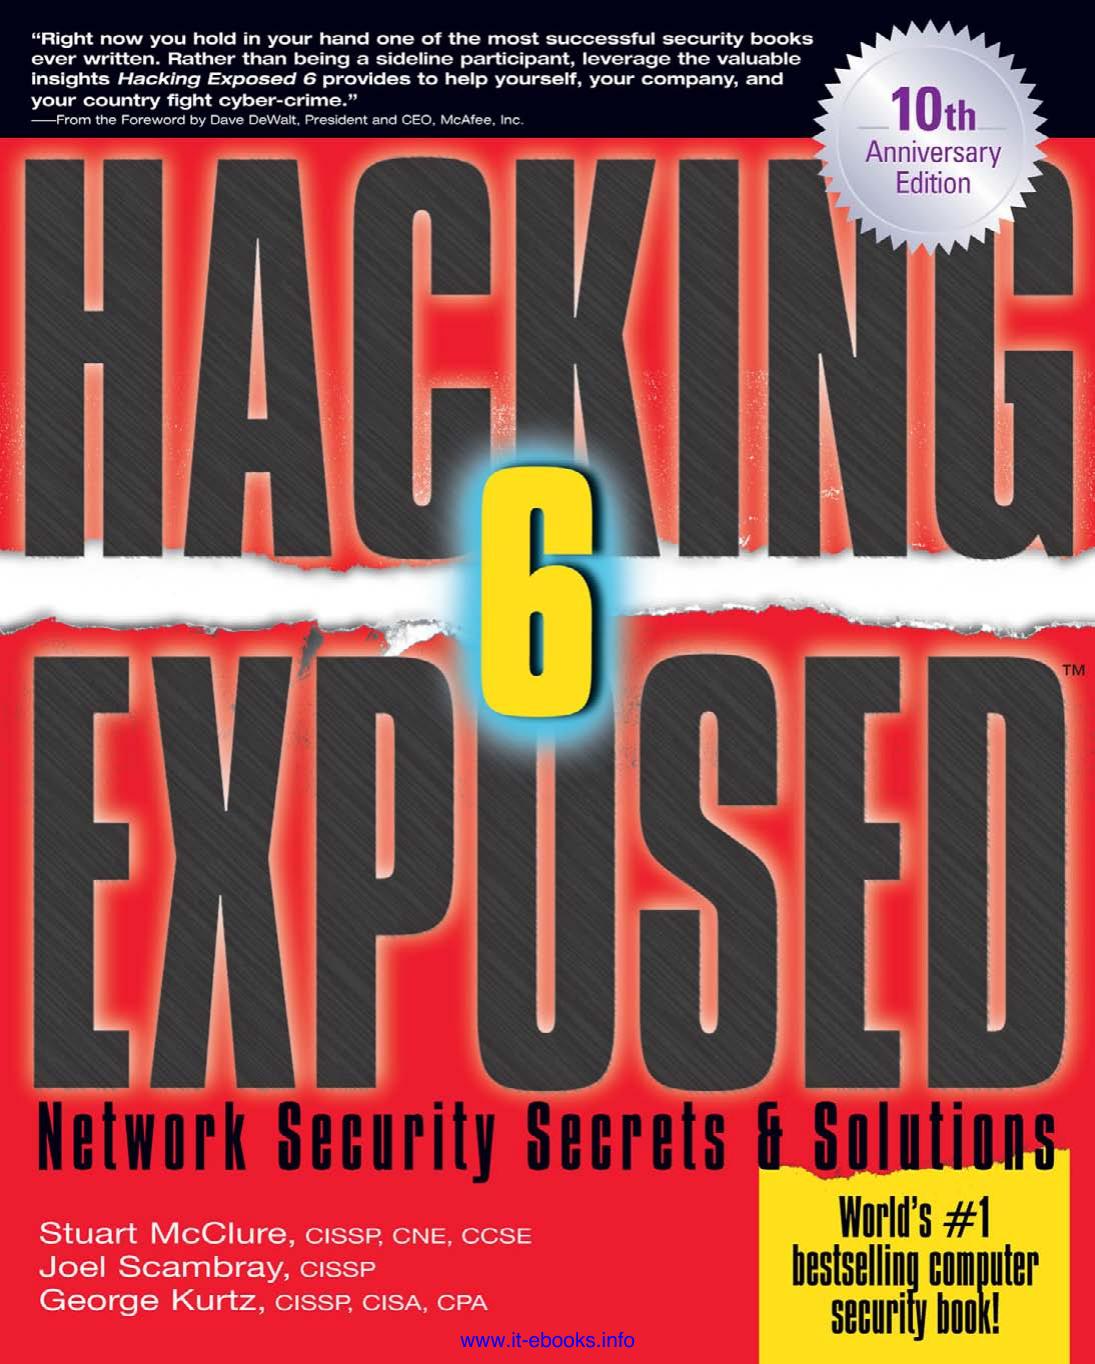 “Right now you hold in your hand one of the most successful security books
ever written. Rather than being a sideline participant, leverage the valuable
insights Hacking Exposed 6 provides to help yourself, your company, and
your country fight cyber-crime.”
—From the Foreword by Dave DeWalt, President and CEO, McAfee, Inc.
10th
Anniversary
Edition
HACKING
6
EXPOSED™
Network Security Secrets & Solutions
Stuart McClure, CISSP, CNE, CCSE
Joel Scambray, CISSP
George Kurtz, CISSP, CISA, CPA
World’s #1
bestselling computer
security book!
www.it-ebooks.info